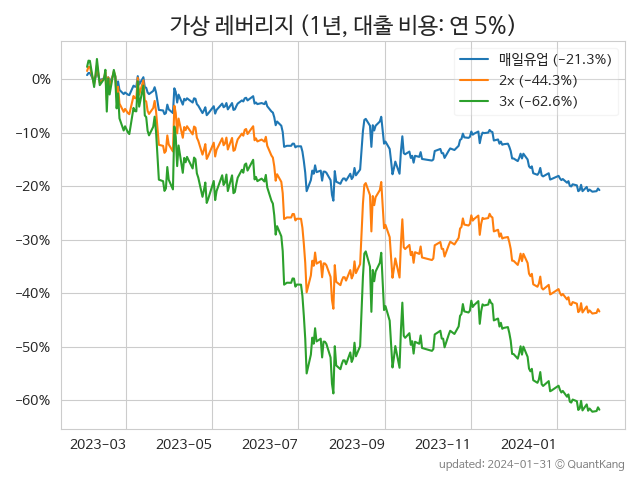 가상 레버리지 (1년, 대출 비용: 연 5%)
매일유업 (−21.3%)
2x (−44.3%)
3x (−62.6%)
0%
−10%
−20%
−30%
−40%
−50%
−60%
2023-03 2023-05 2023-07 2023-09 2023-11 2024-01
updated: 2024-01-31 © QuantKang